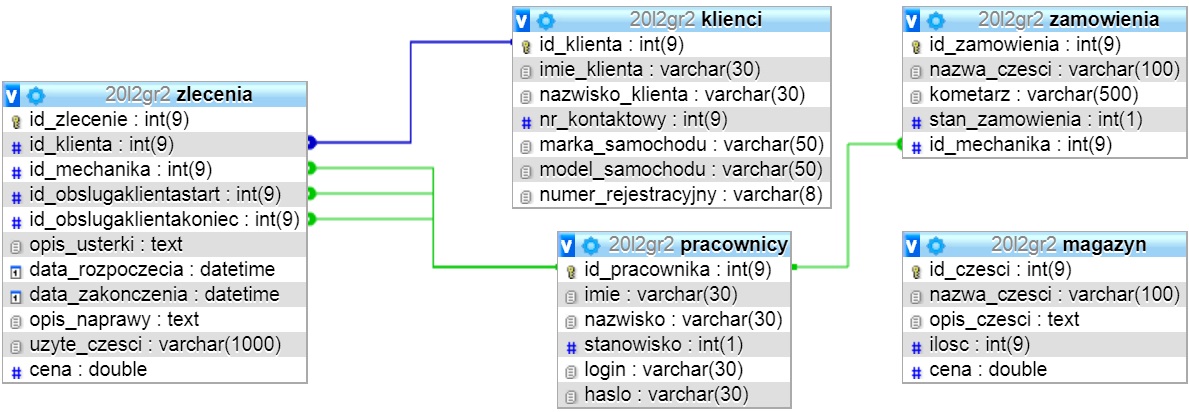 20l2gr2 zlecenia
id_zlecenie : int(9)
id_klienta : int(9)
id_mechanika : int(9)
id_obslugaklientastart : int(9)
id_obslugaklientakoniec : int(9)
opis_usterki : text
data_rozpoczecia : datetime
data_zakonczenia : datetime
opis_naprawy : text
uzyte_czesci : varchar(1000)
cena : double
20l2gr2 klienci
id_klienta : int(9)
imie_klienta : varchar(30)
nazwisko_klienta : varchar(30)
nr_kontaktowy : int(9)
marka_samochodu : varchar(50)
model_samochodu : varchar(50)
numer_rejestracyjny : varchar(8)
20l2gr2 pracownicy
id_pracownika : int(9)
imie : varchar(30)
nazwisko : varchar(30)
stanowisko : int(1)
login : varchar(30)
haslo : varchar(30)
20l2gr2 zamowienia
id_zamowienia : int(9)
nazwa_czesci : varchar(100)
kometarz : varchar(500)
stan_zamowienia : int(1)
id_mechanika : int(9)
20l2gr2 magazyn
id_czesci : int(9)
nazwa_czesci : varchar(100)
opis_czesci : text
ilosc : int(9)
cena : double